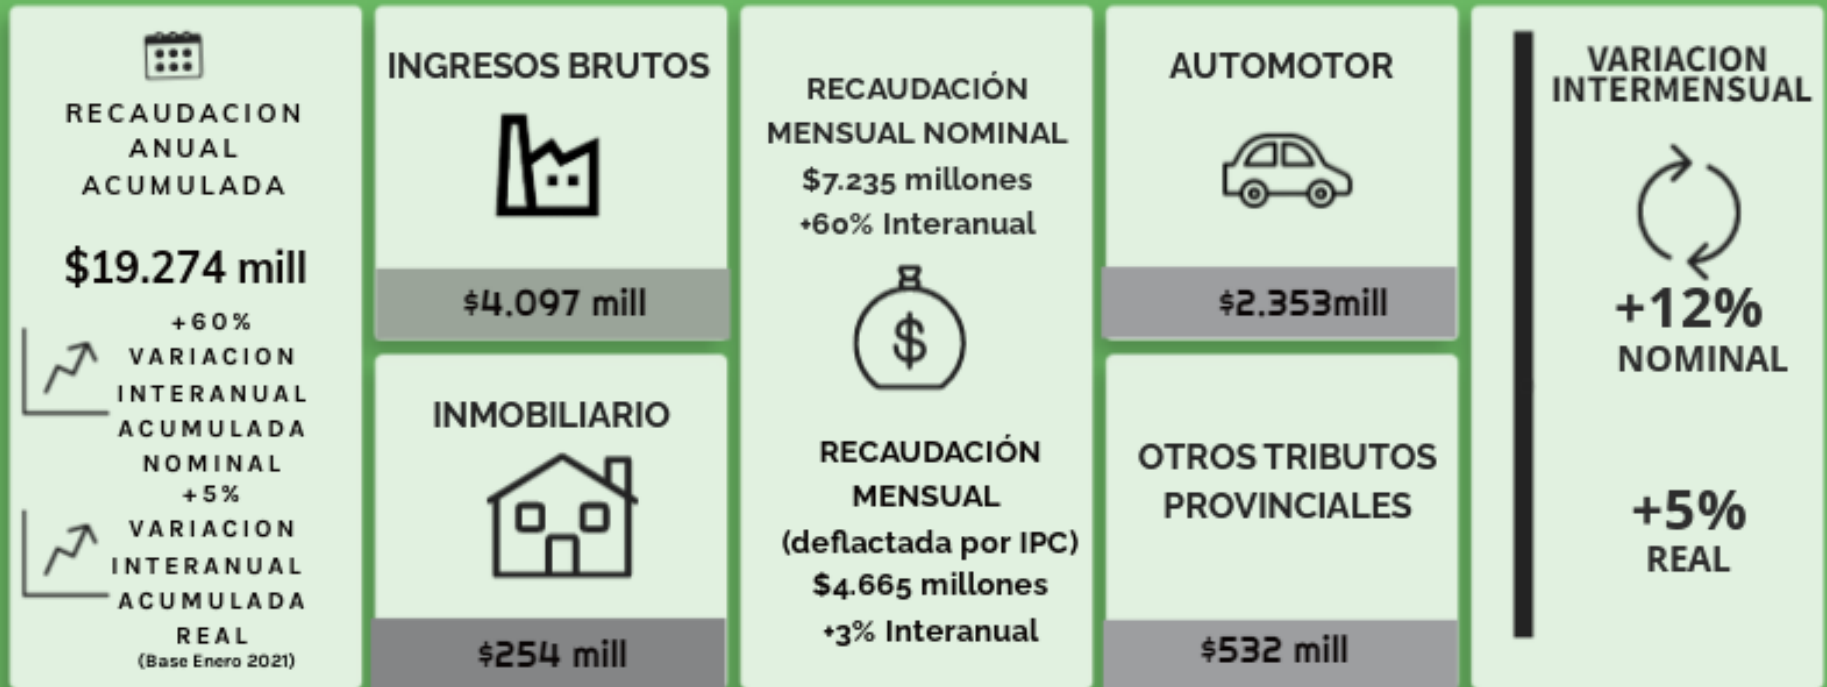 RECAUDACION
ANUAL
ACUMULADA
$19.274 mill
+60%
VARIACION
INTERANUAL
ACUMULADA
NOMINAL
+5%
VARIACION
INTERANUAL
ACUMULADA
REAL
(Base Enero 2021)
INGRESOS BRUTOS
$4.097 mill
INMOBILIARIO
$254 mill
RECAUDACIÓN
MENSUAL NOMINAL
$7.235 millones
+60% Interanual
$
RECAUDACIÓN
MENSUAL
(deflactada por IPC)
$4.665 millones
+3% Interanual
AUTOMOTOR
$2.353mill
OTROS TRIBUTOS
PROVINCIALES
$532 mill
VARIACION
INTERMENSUAL
+12%
NOMINAL
+5%
REAL